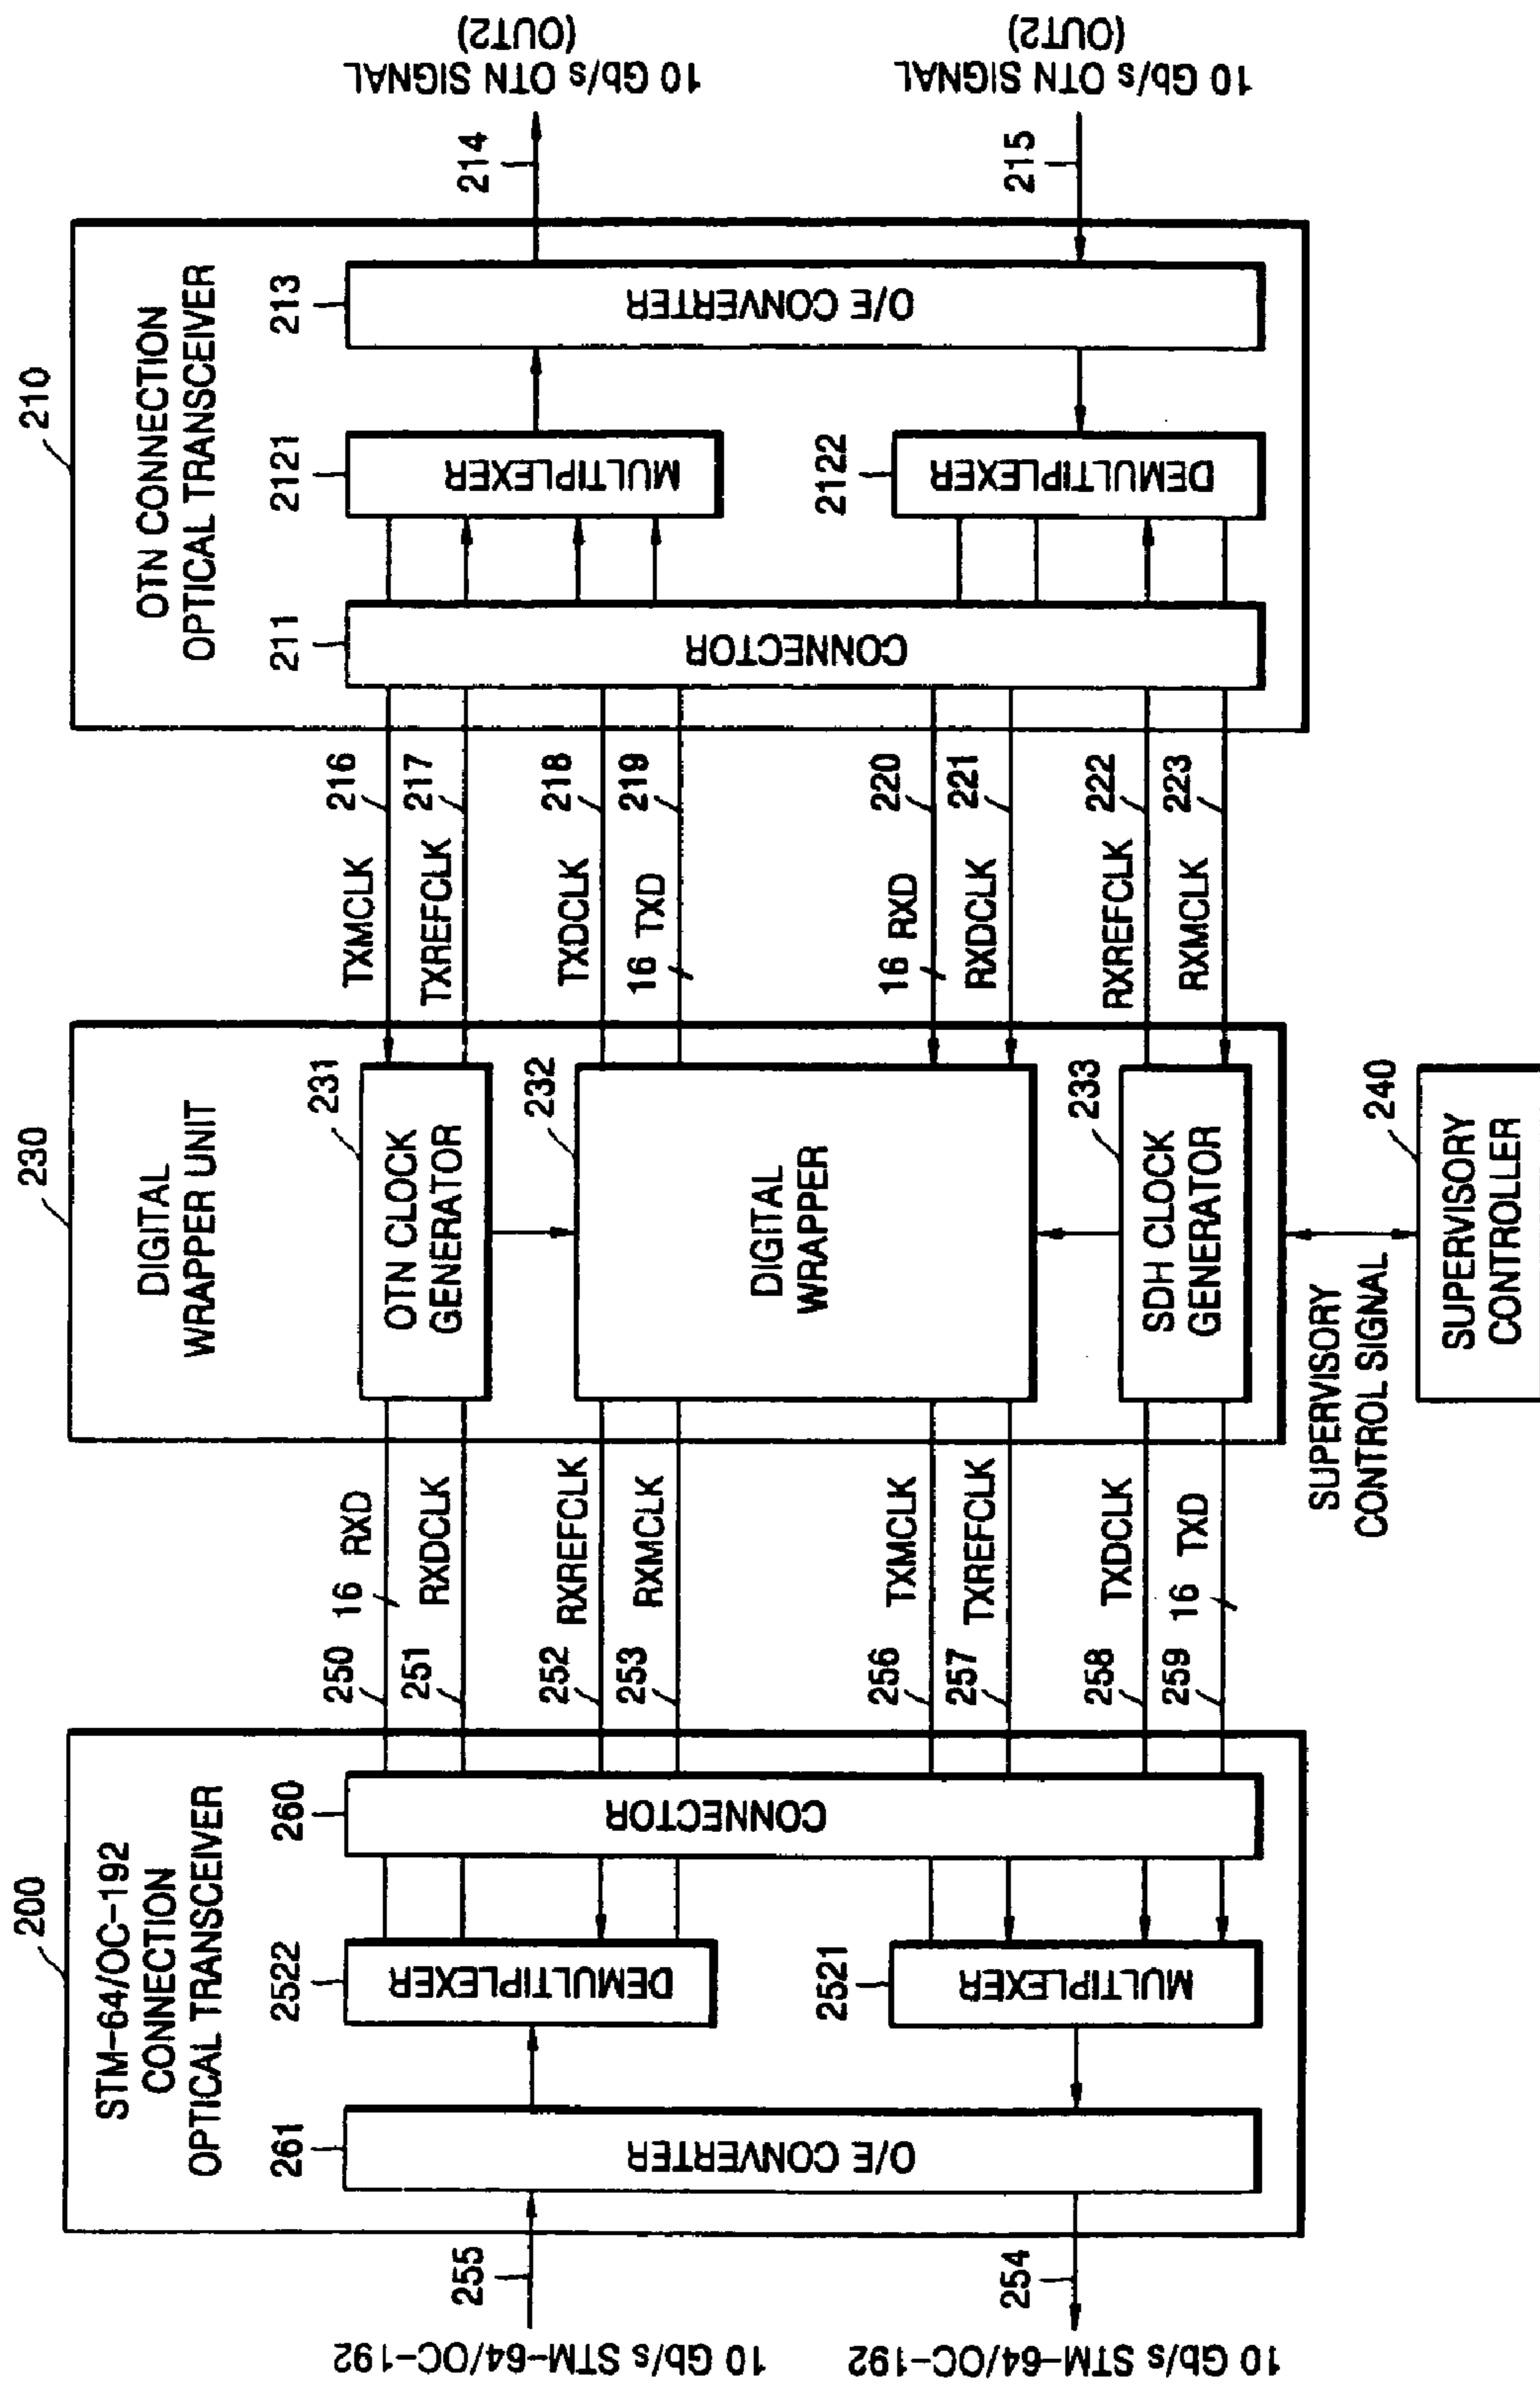 200
STM-64/OC-192
CONNECTION
OPTICAL TRANSCEIVER
261
O/E CONVERTER
2522
DEMULTIPLEXER
2521
MULTIPLEXER
260
CONNECTOR
255
10 Gb/s STM-64/OC-192
254
10 Gb/s STM-64/OC-192
250
16 RXD
251
RXDCLK
252
RXREFCLK
253
RXMCLK
256
TXMCLK
257
TXREFCLK
258
TXDCLK
259
16 TXD
230
DIGITAL
WRAPPER UNIT
231
OTN CLOCK
GENERATOR
232
DIGITAL
WRAPPER
233
SDH CLOCK
GENERATOR
SUPERVISORY
CONTROL SIGNAL
240
SUPERVISORY
CONTROLLER
TXMCLK
216
TXREFCLK
217
TXDCLK
218
16 TXD
219
16 RXD
220
RXDCLK
221
RXREFCLK
222
RXMCLK
223
210
OTN CONNECTION
OPTICAL TRANSCEIVER
211
CONNECTOR
2121
MULTIPLEXER
2122
DEMULTIPLEXER
213
O/E CONVERTER
214
10 Gb/s OTN SIGNAL
(OUT2)
215
10 Gb/s OTN SIGNAL
(OUT2)